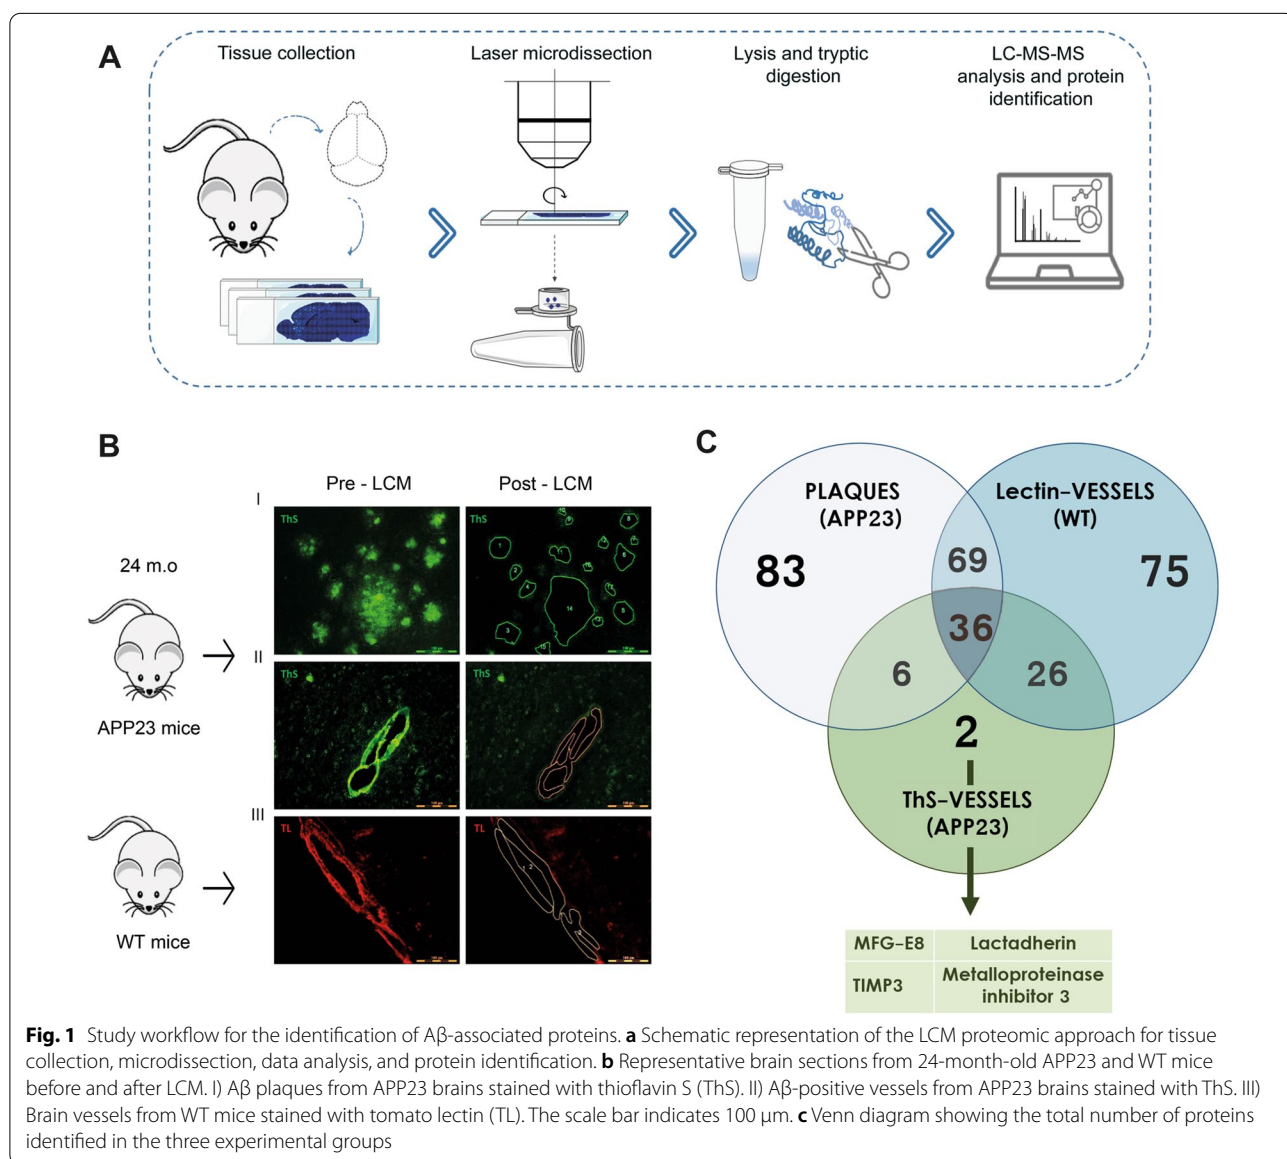 A
Tissue collection
Laser microdissection
Lysis and tryptic
digestion
LC-MS-MS
analysis and protein
identification
B
Pre - LCM
Post - LCM
I
ThS
ThS
24 m.o
APP23 mice
II
ThS
ThS
III
TL
TL
WT mice
C
PLAQUES
(APP23)
Lectin–VESSELS
(WT)
83
69
75
36
6
26
2
ThS–VESSELS
(APP23)
MFG–E8
Lactadherin
TIMP3
Metalloproteinase
inhibitor 3
Fig. 1 Study workflow for the identification of Aβ-associated proteins. a Schematic representation of the LCM proteomic approach for tissue
collection, microdissection, data analysis, and protein identification. b Representative brain sections from 24-month-old APP23 and WT mice
before and after LCM. I) Aβ plaques from APP23 brains stained with thioflavin S (ThS). II) Aβ-positive vessels from APP23 brains stained with ThS. III)
Brain vessels from WT mice stained with tomato lectin (TL). The scale bar indicates 100 μm. c Venn diagram showing the total number of proteins
identified in the three experimental groups